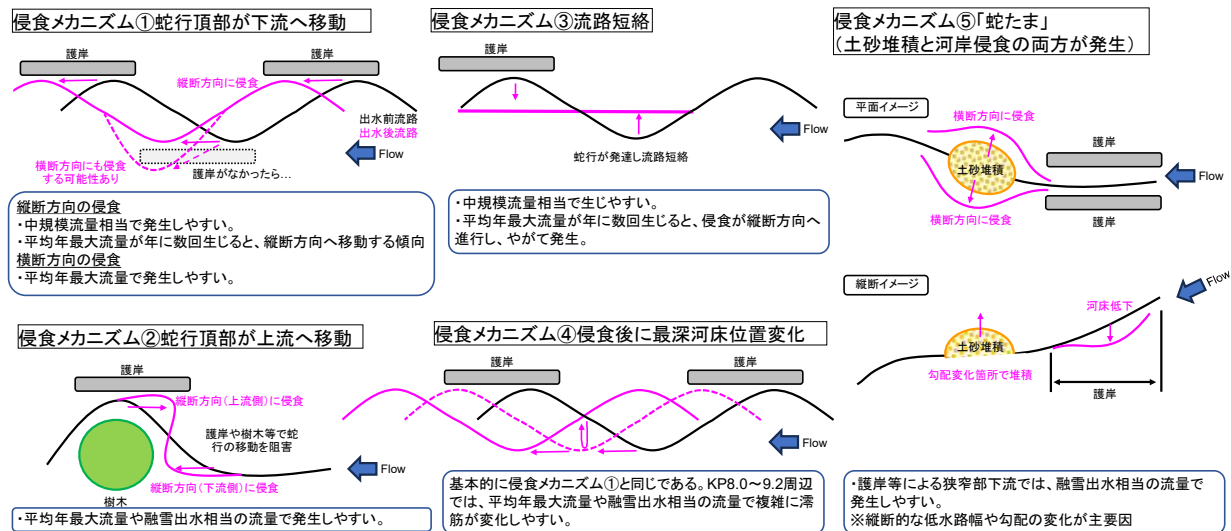 侵食メカニズム①蛇行頂部が下流へ移動
護岸
護岸
縦断方向に侵食
出水前流路
出水後流路
Flow
横断方向にも侵食
する可能性あり
護岸がなかったら…
縦断方向の侵食
・中規模流量相当で発生しやすい。
・平均年最大流量が年に数回生じると、縦断方向へ移動する傾向
横断方向の侵食
・平均年最大流量で発生しやすい。
侵食メカニズム②蛇行頂部が上流へ移動
護岸
縦断方向(上流側)に侵食
護岸や樹木等で蛇
行の移動を阻害
Flow
縦断方向(下流側)に侵食
樹木
・平均年最大流量や融雪出水相当の流量で発生しやすい。
侵食メカニズム③流路短絡
護岸
Flow
蛇行が発達し流路短絡
・中規模流量相当で生じやすい。
・平均年最大流量が年に数回生じると、侵食が縦断方向へ
進行し、やがて発生。
侵食メカニズム④侵食後に最深河床位置変化
護岸
護岸
Flow
基本的に侵食メカニズム①と同じである。KP8.0～9.2周辺
では、平均年最大流量や融雪出水相当の流量で複雑に澪
筋が変化しやすい。
侵食メカニズム⑤「蛇たま」
(土砂堆積と河岸侵食の両方が発生)
平面イメージ
横断方向に侵食
護岸
土砂堆積
Flow
横断方向に侵食
護岸
縦断イメージ
Flow
河床低下
土砂堆積
勾配変化箇所で堆積
護岸
・護岸等による狭窄部下流では、融雪出水相当の流量で
発生しやすい。
※縦断的な低水路幅や勾配の変化が主要因